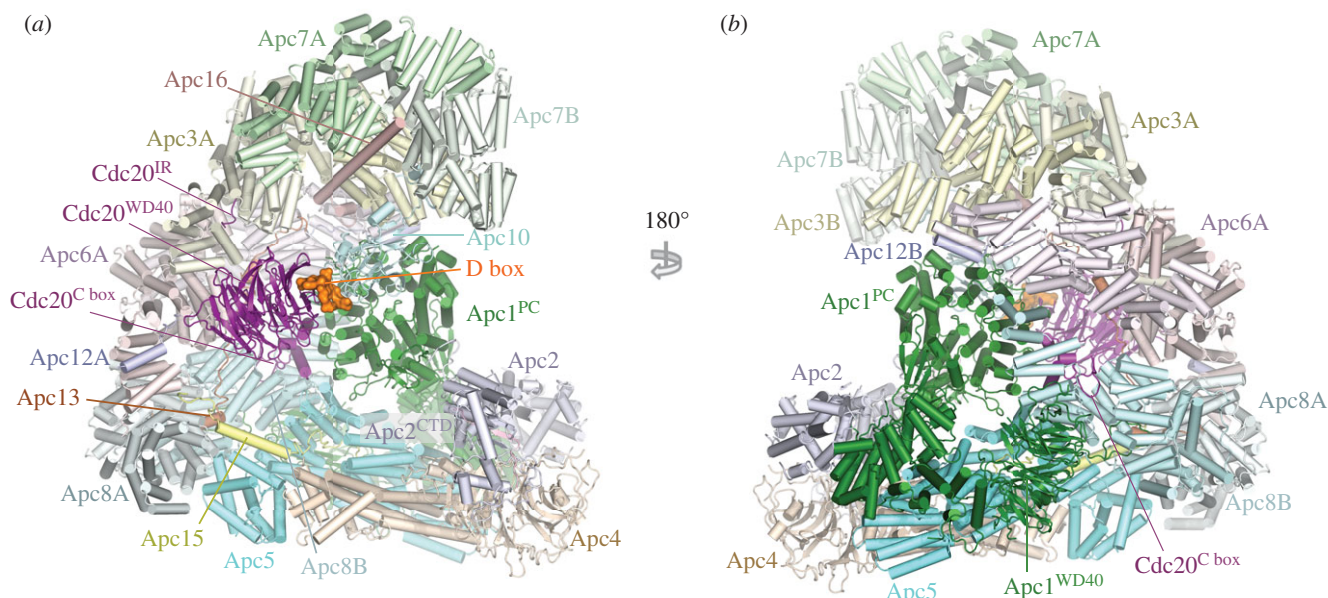 (a)
Apc7A
Apc16
Apc7B
Apc3A
Cdc20^IR
Cdc20^WD40
Apc10
Apc6A
D box
Cdc20^C box
Apc1^PC
Apc12A
Apc2
Apc13
Apc2^CTD
Apc8A
Apc15
Apc5
Apc8B
Apc4
180°
(b)
Apc7A
Apc3A
Apc7B
Apc3B
Apc6A
Apc12B
Apc1^PC
Apc2
Apc8A
Apc8B
Apc4
Apc5
Apc1^WD40
Cdc20^C box